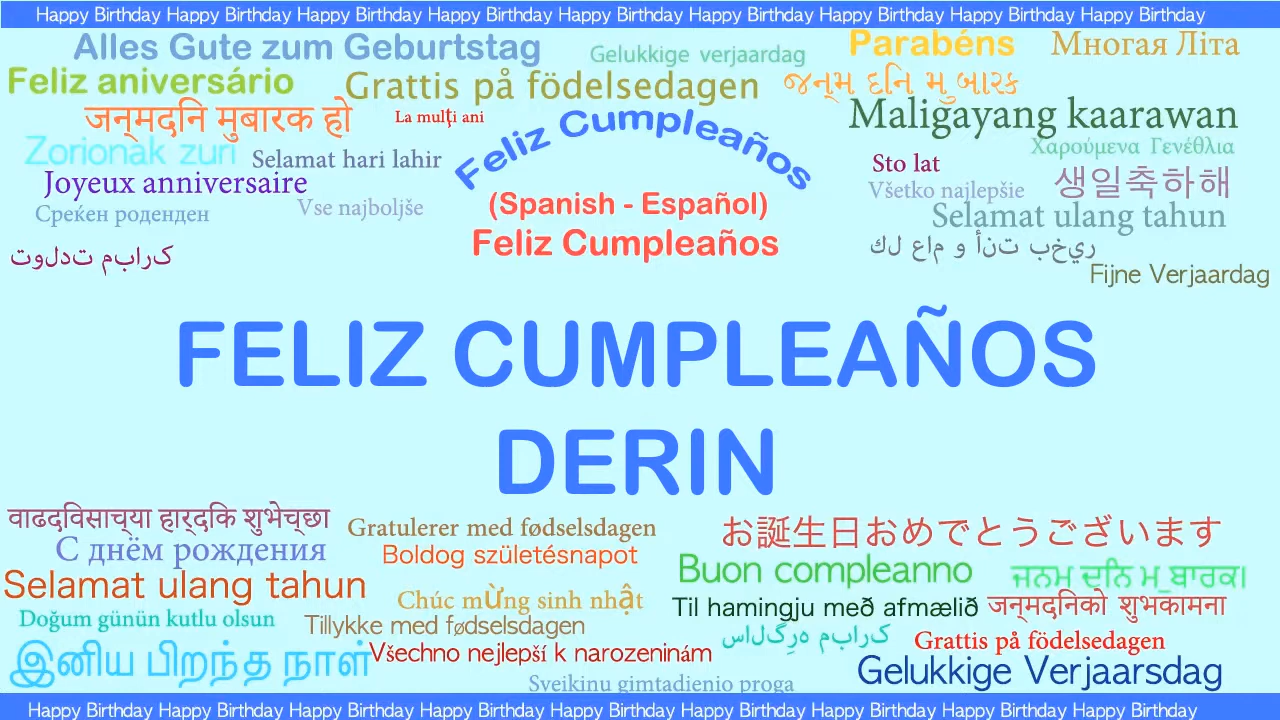 Happy Birthday Happy Birthday Happy Birthday Happy Birthday Happy Birthday Happy Birthday Happy Birthday Happy Birthday Happy Birthday
Alles Gute zum Geburtstag
Gelukkige verjaardag
Parabéns
Многая Літа
Feliz aniversário
Grattis på födelsedagen
જન્મ દનિ મુબારક
जन्मदनि मुबारक हो
La mulţi ani
Feliz Cumpleaños
Maligayang kaarawan
Zorionak zuri
Selamat hari lahir
Χαρούμενα Γενέθλια
Sto lat
Joyeux anniversaire
Všetko najlepšie
생일축하해
(Spanish - Español)
Среќен роденден
Vse najboljše
Selamat ulang tahun
Feliz Cumpleaños
تولدت مبارک
كل عام و أنت بخير
Fijne Verjaardag
FELIZ CUMPLEAÑOS
DERIN
वाढदविसाच्या हार्दकि शुभेच्छा
Gratulerer med fødselsdagen
お誕生日おめでとうございます
С днём рождения
Boldog születésnapot
Buon compleanno
ਜਨਮ ਦਨਿ ਮੁਬਾਰਕ।
Selamat ulang tahun
Chúc mừng sinh nhật
Til hamingju með afmælið
जन्मदनिको शुभकामना
Doğum günün kutlu olsun
Tillykke med fødselsdagen
سالگرہ مبارک
Grattis på födelsedagen
இனிய பிறந்த நாள்
Všechno nejlepší k narozeninám
Gelukkige Verjaarsdag
Sveikinu gimtadienio proga
Happy Birthday Happy Birthday Happy Birthday Happy Birthday Happy Birthday Happy Birthday Happy Birthday Happy Birthday Happy Birthday